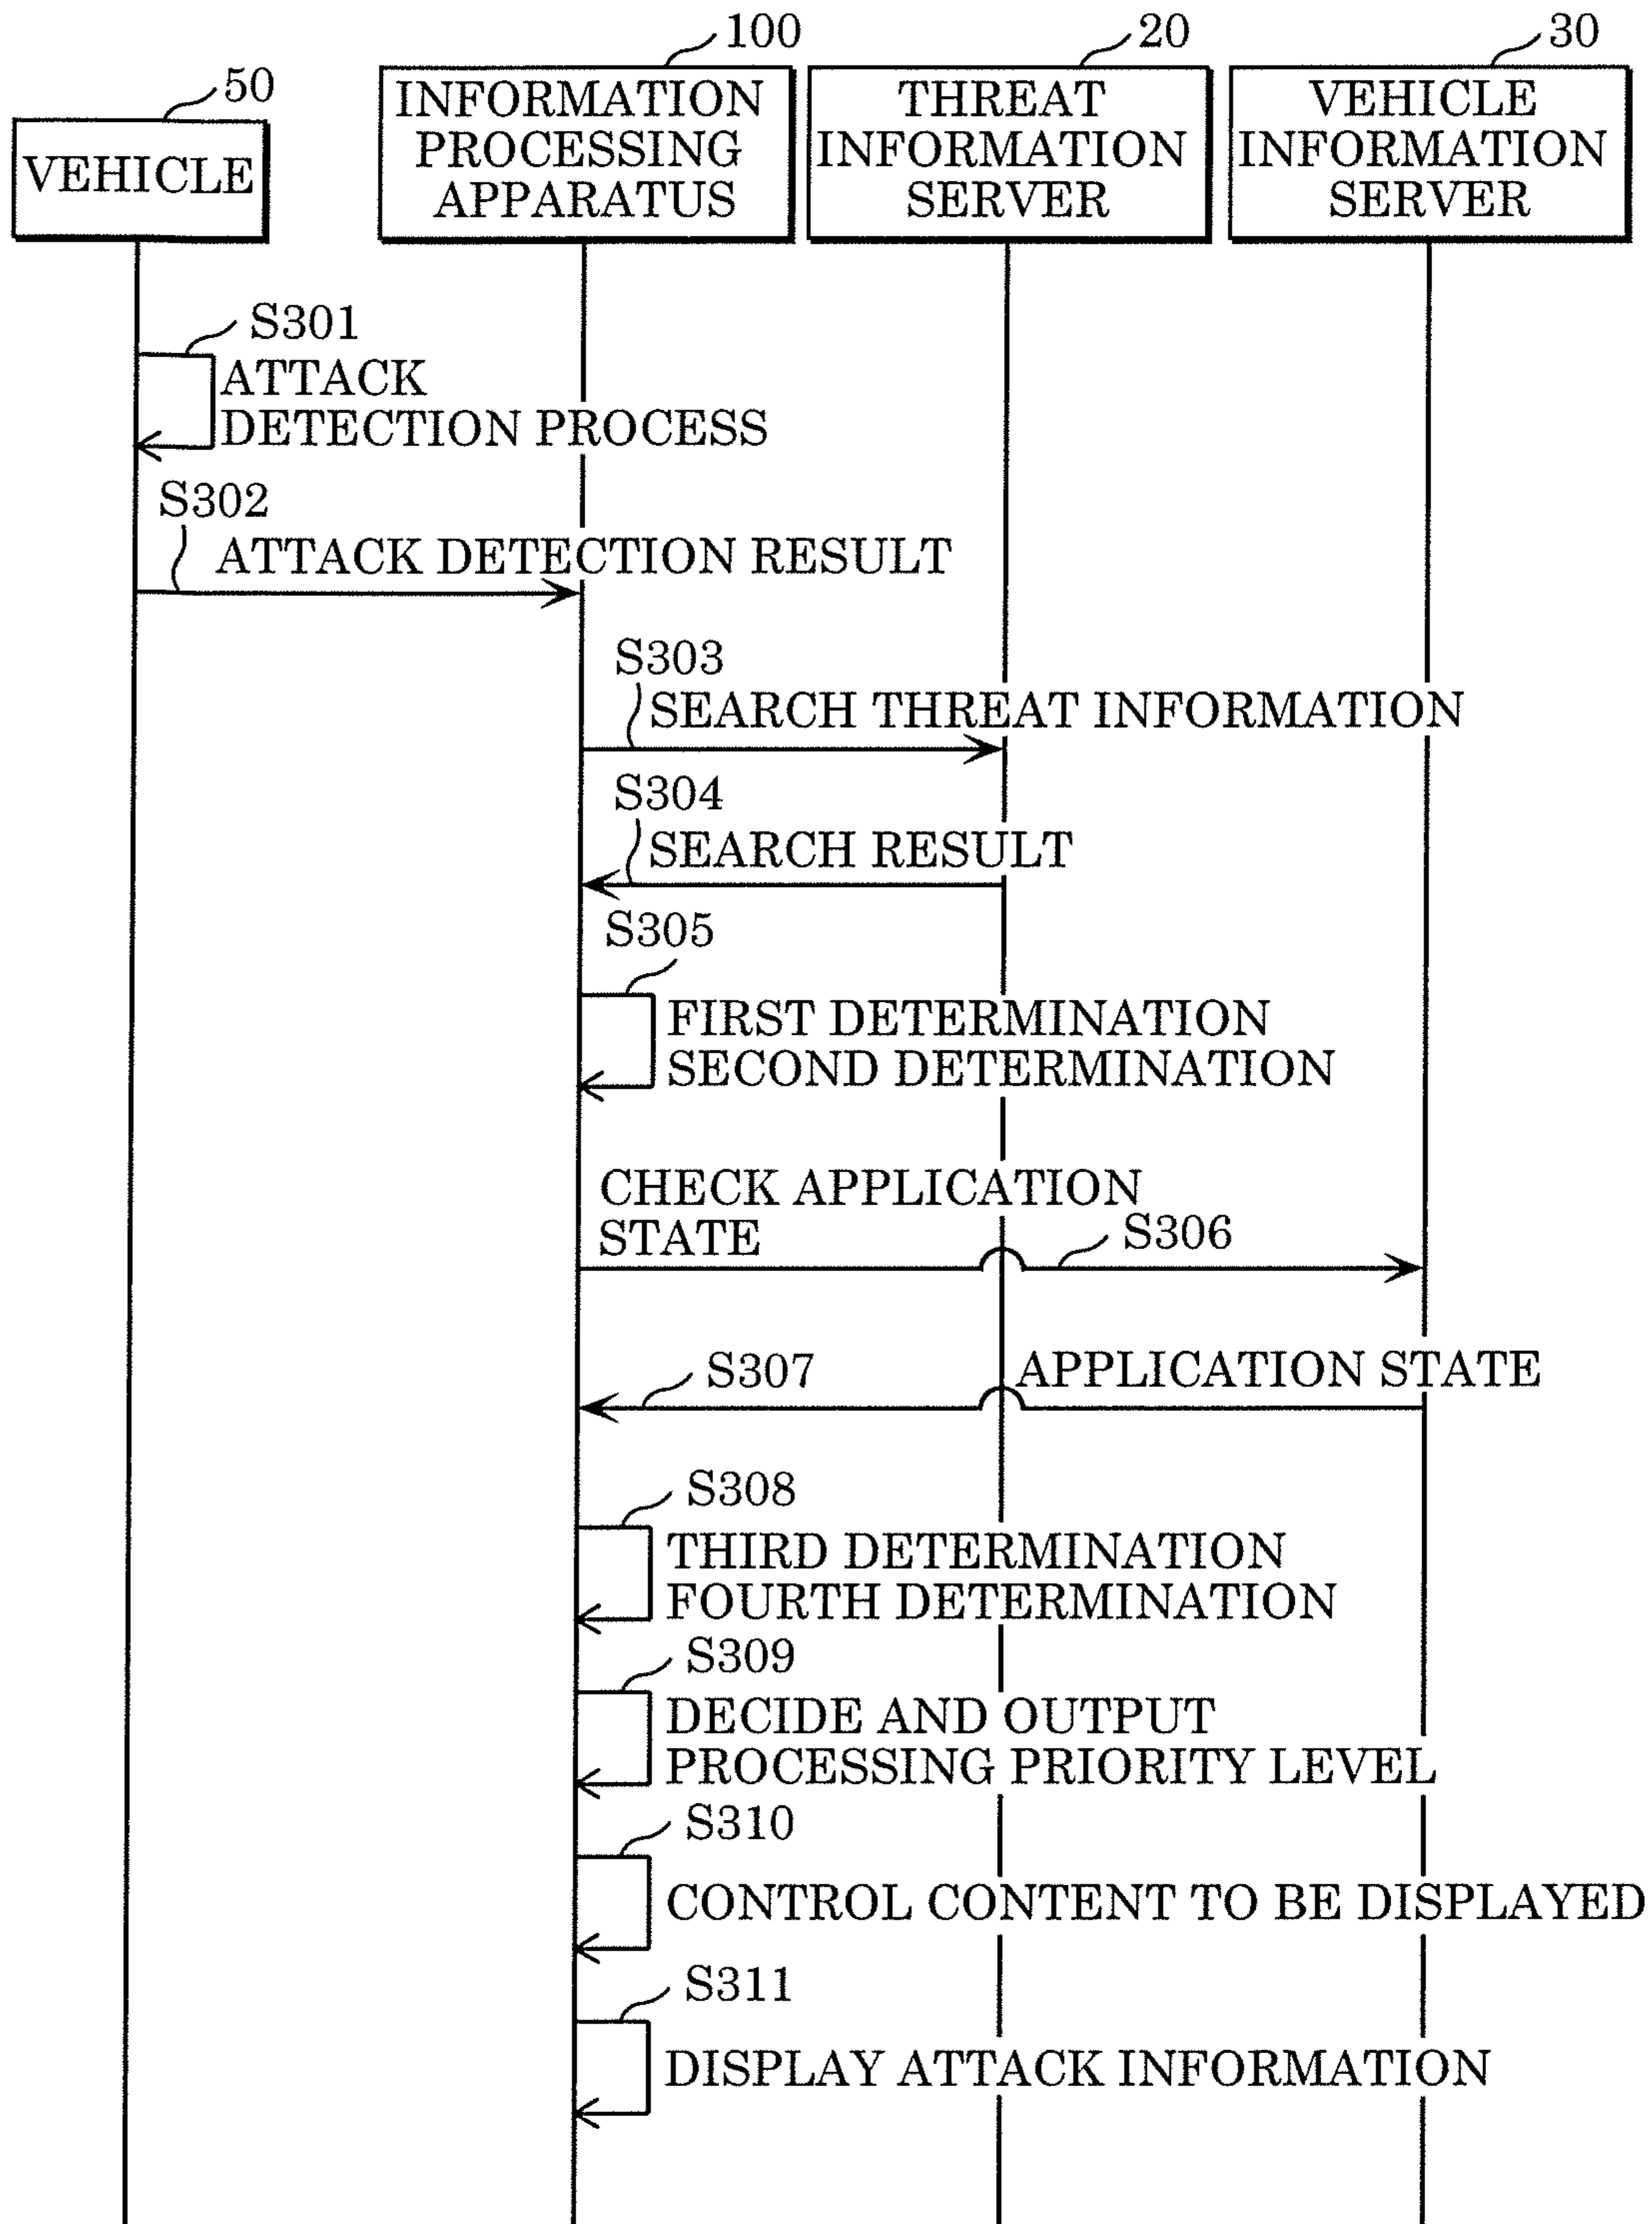 100
20
30
50
VEHICLE
INFORMATION
PROCESSING
APPARATUS
THREAT
INFORMATION
SERVER
VEHICLE
INFORMATION
SERVER
S301
ATTACK
DETECTION PROCESS
S302
ATTACK DETECTION RESULT
S303
SEARCH THREAT INFORMATION
S304
SEARCH RESULT
S305
FIRST DETERMINATION
SECOND DETERMINATION
CHECK APPLICATION
STATE
S306
S307
APPLICATION STATE
S308
THIRD DETERMINATION
FOURTH DETERMINATION
S309
DECIDE AND OUTPUT
PROCESSING PRIORITY LEVEL
S310
CONTROL CONTENT TO BE DISPLAYED
S311
DISPLAY ATTACK INFORMATION